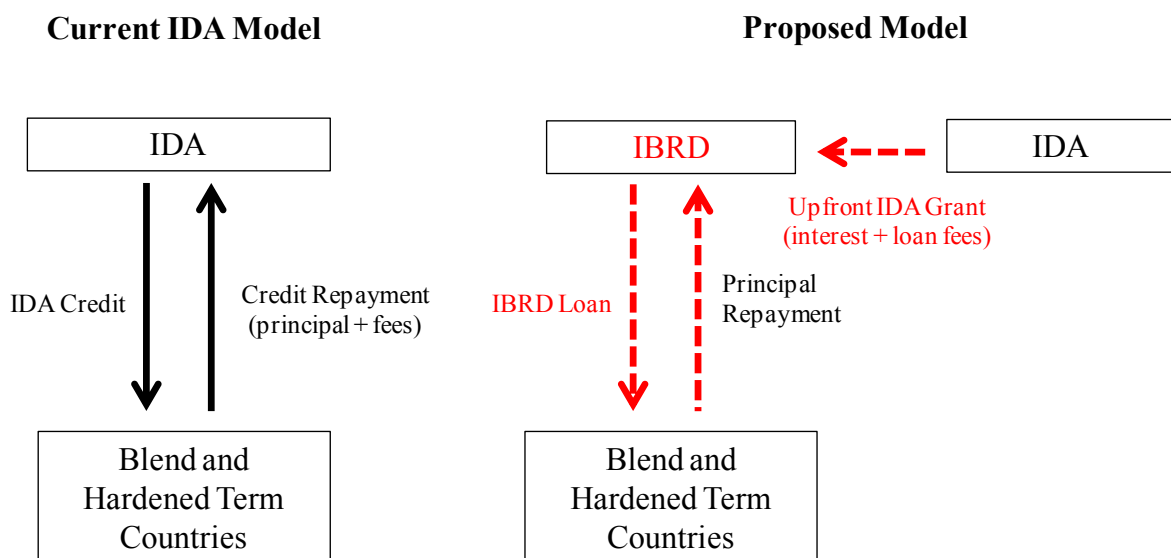 Current IDA Model
Proposed Model
IDA
IBRD
IDA
Upfront IDA Grant
(interest + loan fees)
IDA Credit
Credit Repayment
(principal + fees)
IBRD Loan
Principal
Repayment
Blend and
Hardened Term
Countries
Blend and
Hardened Term
Countries